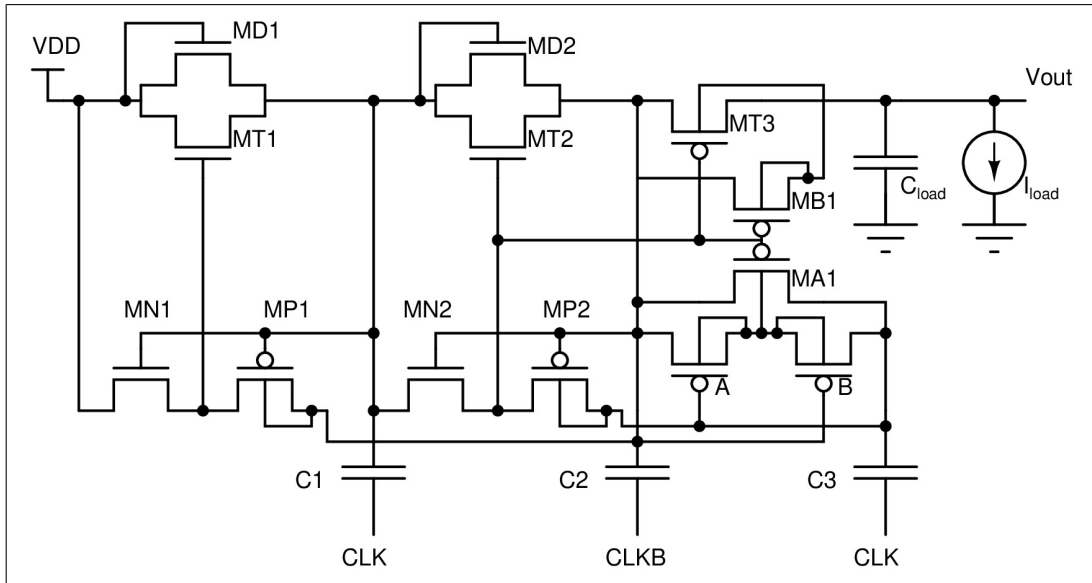 MD1
VDD
MD2
Vout
MT1
MT2
MT3
MB1
Cload
Iload
MA1
MN1
MP1
MN2
MP2
A
B
C1
C2
C3
CLK
CLKB
CLK